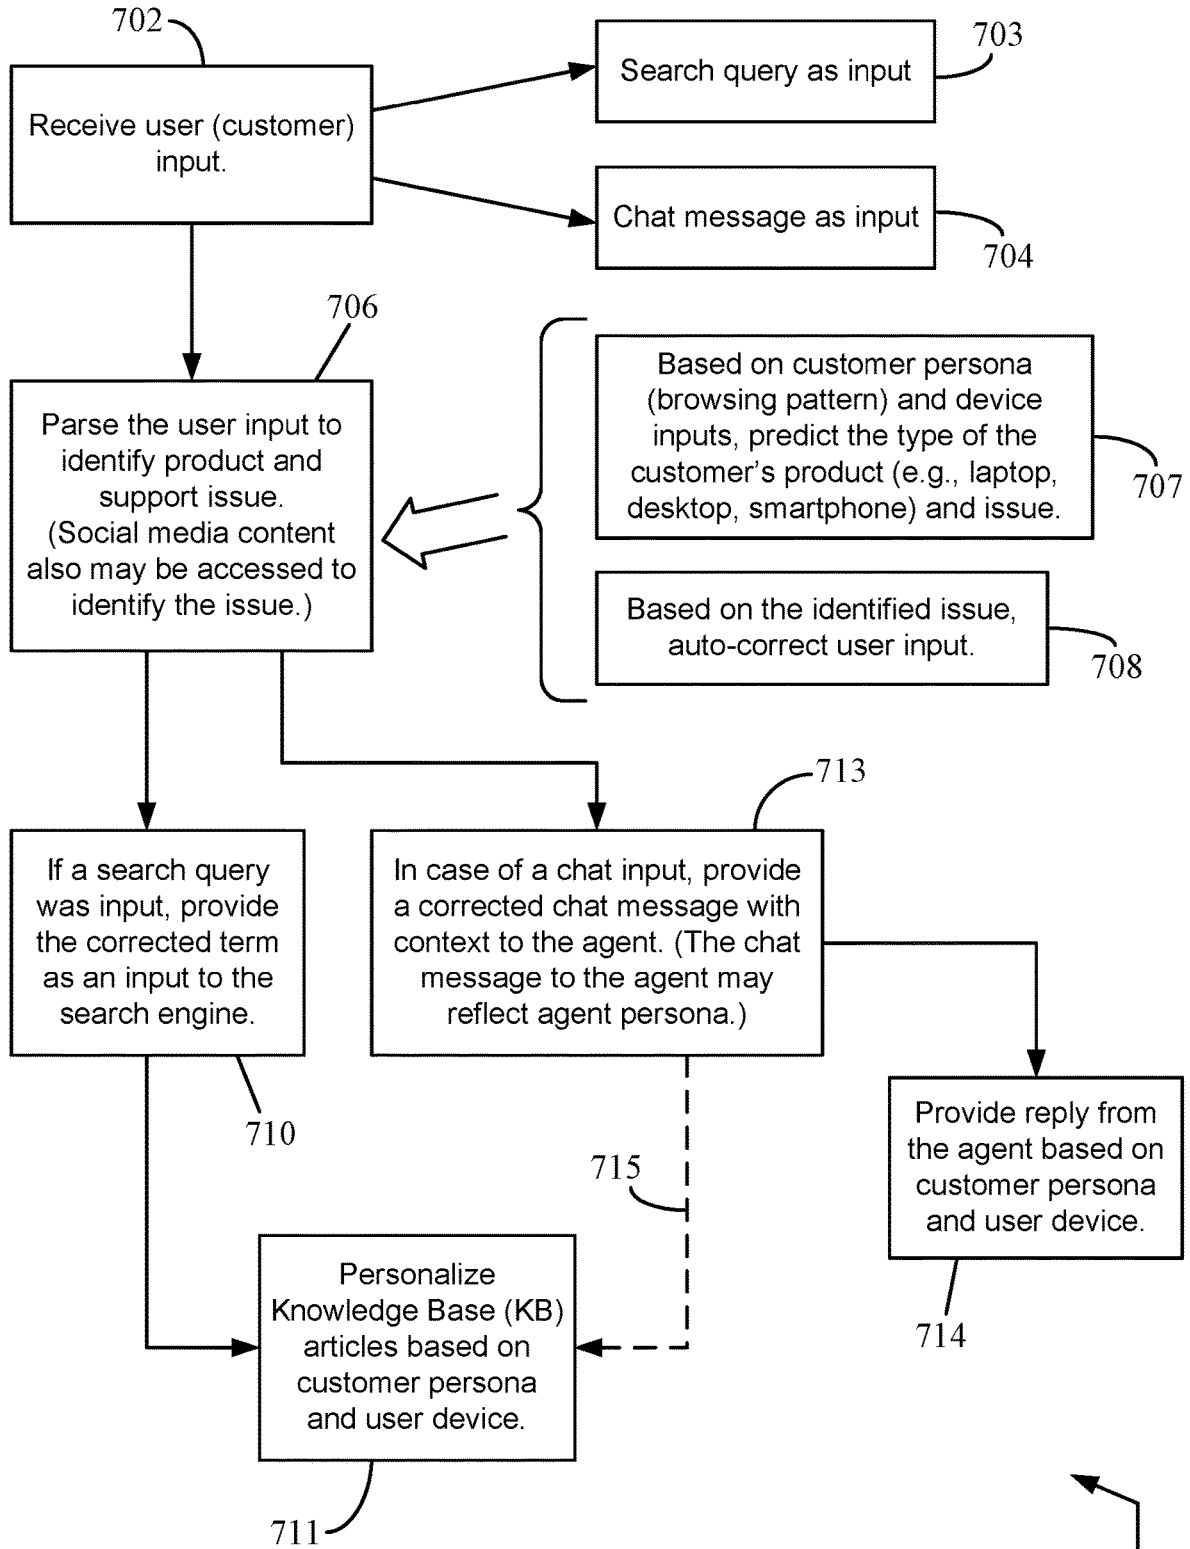 702
703
Search query as input
Receive user (customer)
input.
Chat message as input
704
706
Based on customer persona
(browsing pattern) and device
inputs, predict the type of the
customer's product (e.g., laptop,
desktop, smartphone) and issue.
707
Parse the user input to
identify product and
support issue.
(Social media content
also may be accessed to
identify the issue.)
Based on the identified issue,
auto-correct user input.
708
713
If a search query
was input, provide
the corrected term
as an input to the
search engine.
710
In case of a chat input, provide
a corrected chat message with
context to the agent. (The chat
message to the agent may
reflect agent persona.)
Provide reply from
the agent based on
customer persona
and user device.
714
715
Personalize
Knowledge Base (KB)
articles based on
customer persona
and user device.
711